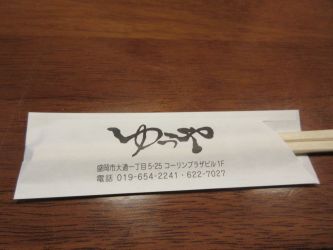 ゆうや
盛岡市大通一丁目5-25 コーリンプラザビル1F
電話 019-654-2241・622-7027